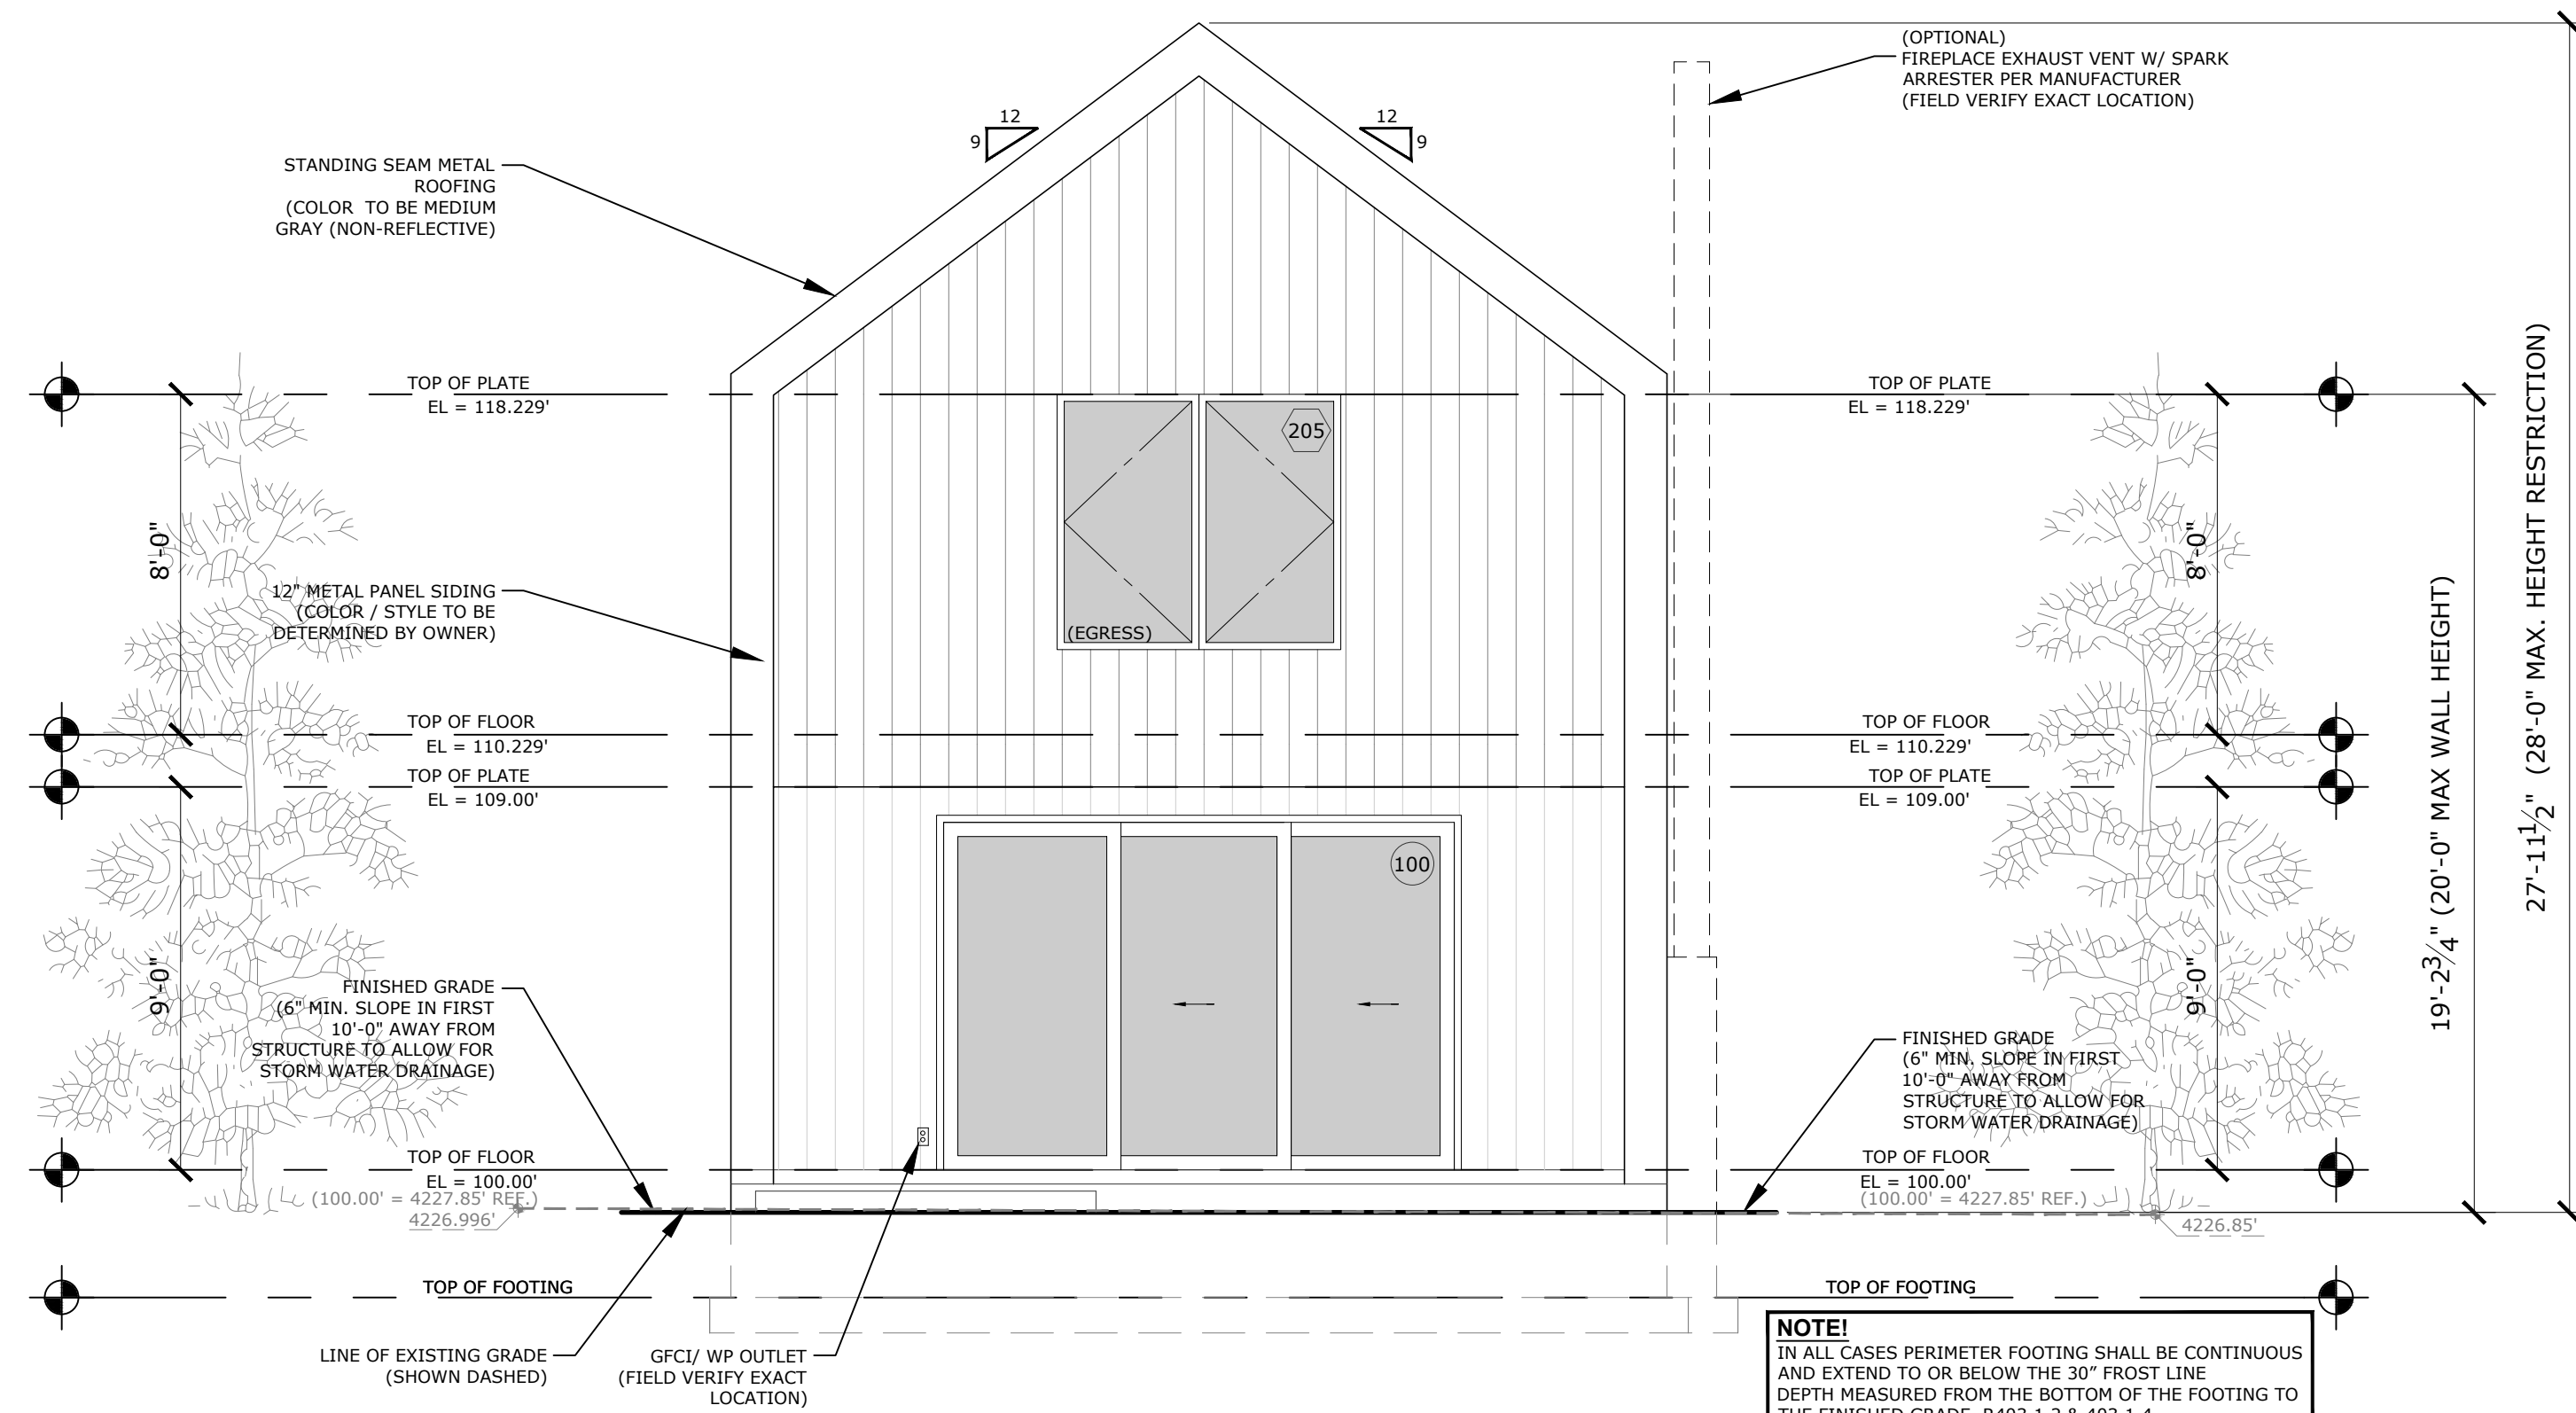 (OPTIONAL)
FIREPLACE EXHAUST VENT W/ SPARK
ARRESTER PER MANUFACTURER
(FIELD VERIFY EXACT LOCATION)
12
9
12
9
STANDING SEAM METAL
ROOFING
(COLOR TO BE MEDIUM
GRAY (NON-REFLECTIVE)
TOP OF PLATE
EL = 118.229'
TOP OF PLATE
EL = 118.229'
205
8'-0"
8'-0"
12" METAL PANEL SIDING
(COLOR / STYLE TO BE
DETERMINED BY OWNER)
(EGRESS)
19'-2¾" (20'-0" MAX WALL HEIGHT)
27'-11½" (28'-0" MAX. HEIGHT RESTRICTION)
TOP OF FLOOR
EL = 110.229'
TOP OF FLOOR
EL = 110.229'
TOP OF PLATE
EL = 109.00'
TOP OF PLATE
EL = 109.00'
100
9'-0"
9'-0"
FINISHED GRADE
(6" MIN. SLOPE IN FIRST
10'-0" AWAY FROM
STRUCTURE TO ALLOW FOR
STORM WATER DRAINAGE)
FINISHED GRADE
(6" MIN. SLOPE IN FIRST
10'-0" AWAY FROM
STRUCTURE TO ALLOW FOR
STORM WATER DRAINAGE)
TOP OF FLOOR
EL = 100.00'
(100.00' = 4227.85' REF.)
4226.996'
TOP OF FLOOR
EL = 100.00'
(100.00' = 4227.85' REF.)
4226.85'
TOP OF FOOTING
TOP OF FOOTING
LINE OF EXISTING GRADE
(SHOWN DASHED)
GFCI/ WP OUTLET
(FIELD VERIFY EXACT
LOCATION)
NOTE!
IN ALL CASES PERIMETER FOOTING SHALL BE CONTINUOUS
AND EXTEND TO OR BELOW THE 30" FROST LINE
DEPTH MEASURED FROM THE BOTTOM OF THE FOOTING TO
THE FINISHED GRADE. R403.1.2 & 403.1.4